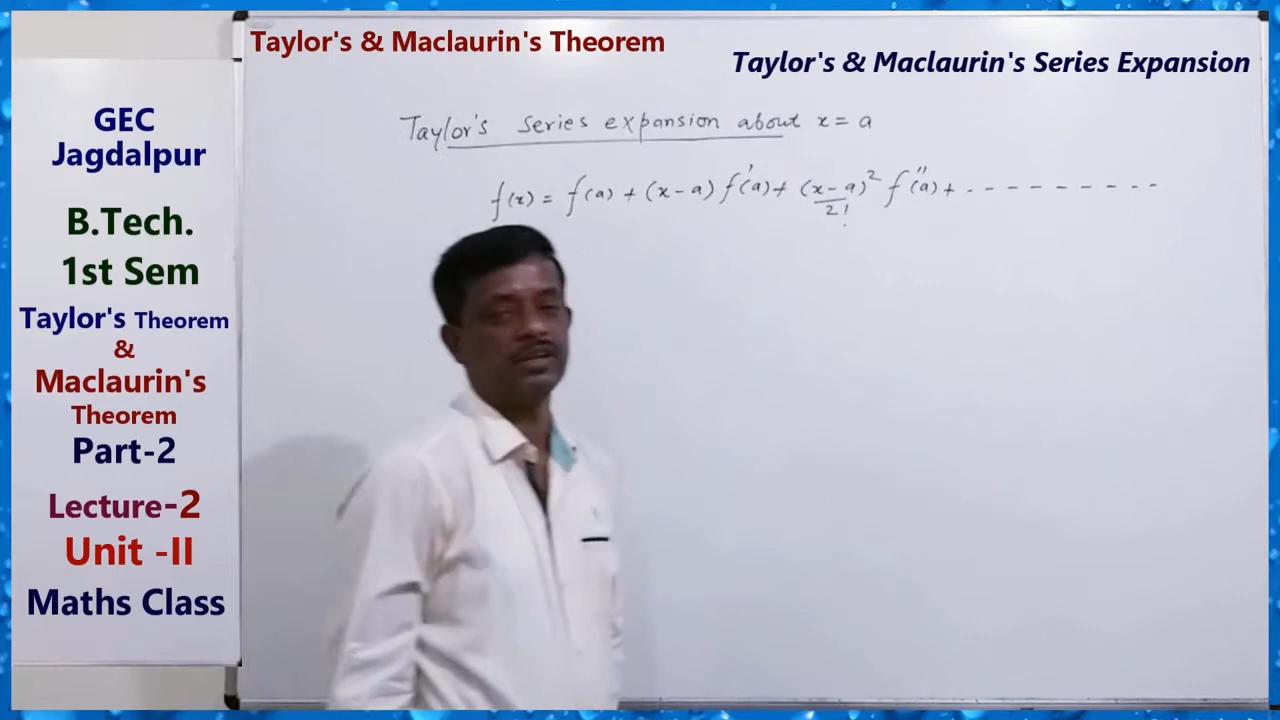 Taylor's & Maclaurin's Theorem
Taylor's & Maclaurin's Series Expansion
GEC
Jagdalpur
B.Tech.
1st Sem
Taylor's Theorem
&
Maclaurin's
Theorem
Part-2
Lecture-2
Unit -II
Maths Class
Taylor's series expansion about x = a
f(x) = f(a) + (x-a) f'(a) + (x-a)²/2! f''(a) + - - - - - - - - -